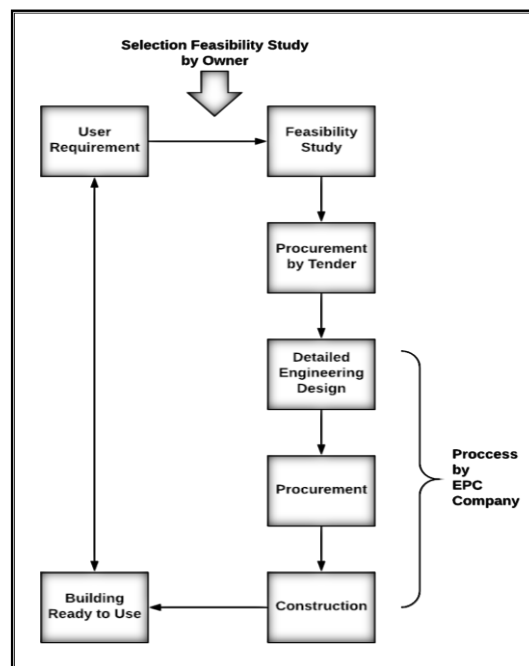 Selection Feasibility Study
by Owner
User
Requirement
Feasibility
Study
Procurement
by Tender
Detailed
Engineering
Design
Proccess
by
EPC
Company
Procurement
Building
Ready to Use
Construction